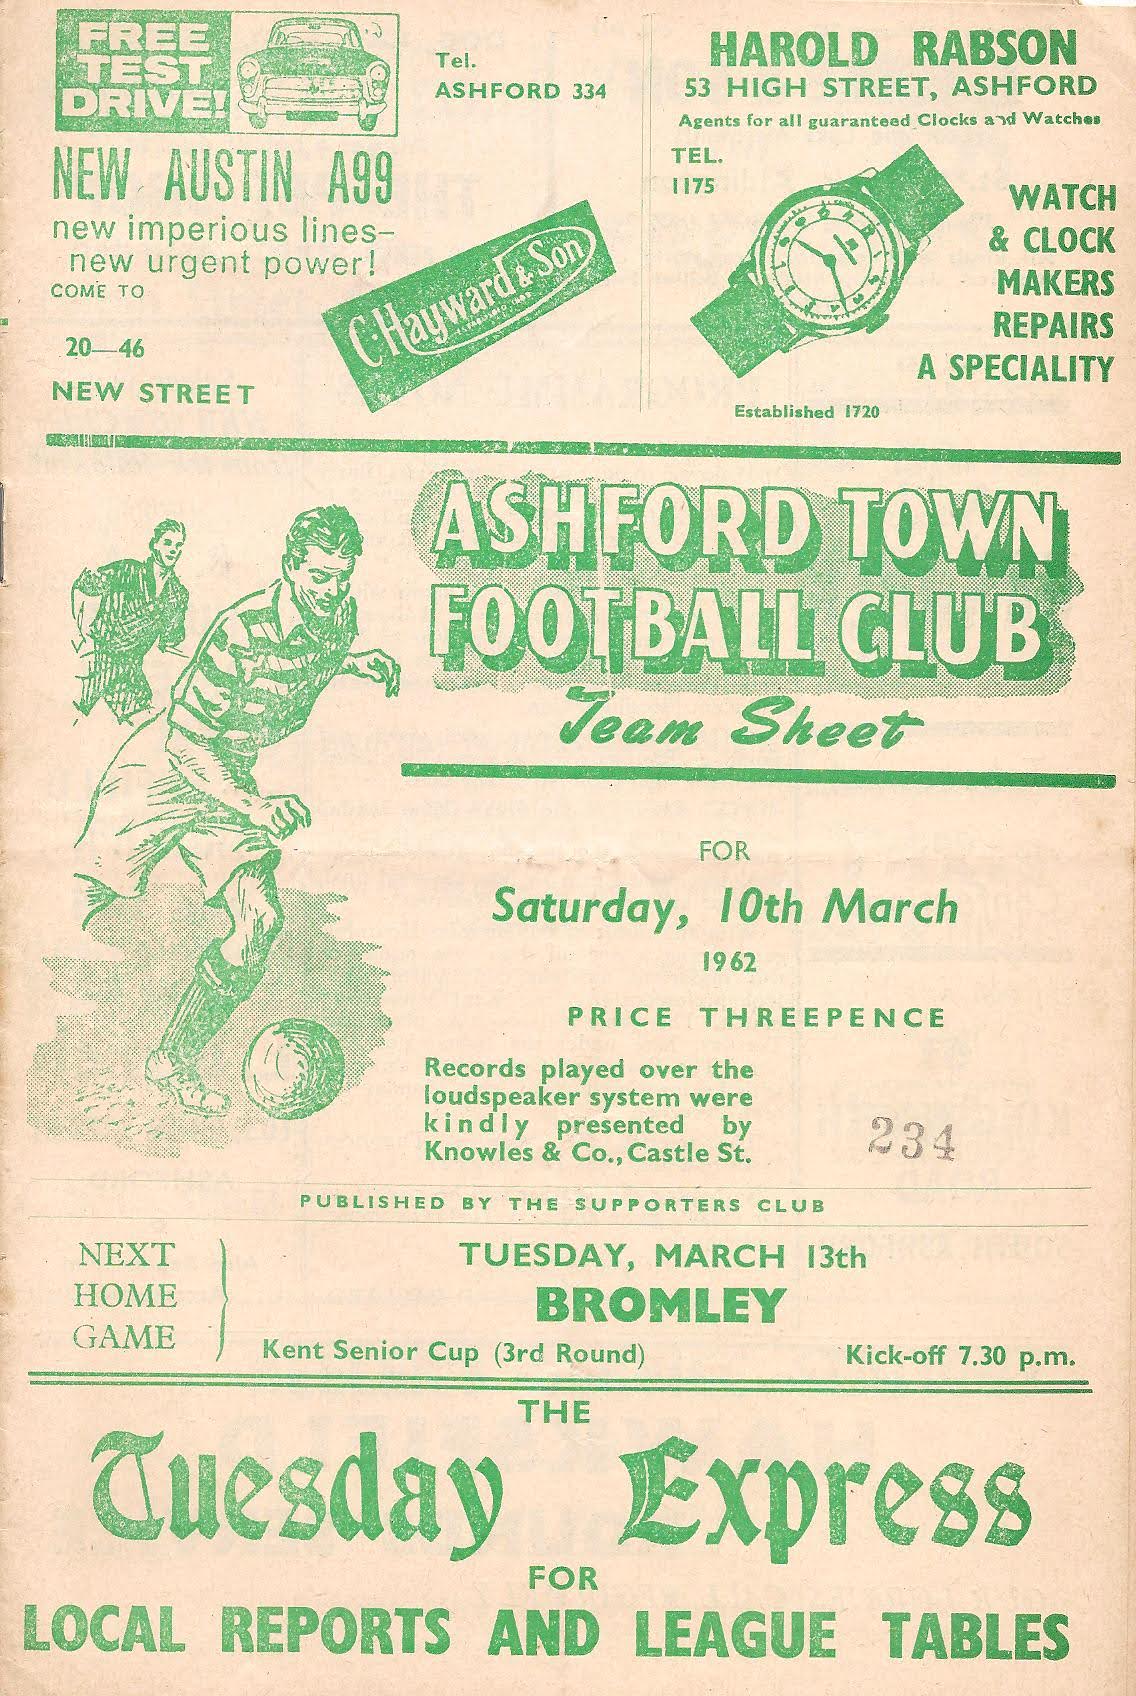 FREE
TEST
DRIVE!
NEW AUSTIN A99
new imperious lines—
new urgent power!
COME TO
20—46
NEW STREET
Tel.
ASHFORD 334
C. Hayward & Son
HAROLD RABSON
53 HIGH STREET, ASHFORD
Agents for all guaranteed Clocks and Watches
TEL.
1175
WATCH
& CLOCK
MAKERS
REPAIRS
A SPECIALITY
Established 1720
ASHFORD TOWN
FOOTBALL CLUB
Team Sheet
FOR
Saturday, 10th March
1962
PRICE THREEPENCE
Records played over the
loudspeaker system were
kindly presented by
Knowles & Co., Castle St.
234
PUBLISHED BY THE SUPPORTERS CLUB
NEXT
HOME
GAME
TUESDAY, MARCH 13th
BROMLEY
Kent Senior Cup (3rd Round)
Kick-off 7.30 p.m.
THE
Tuesday Express
FOR
LOCAL REPORTS AND LEAGUE TABLES